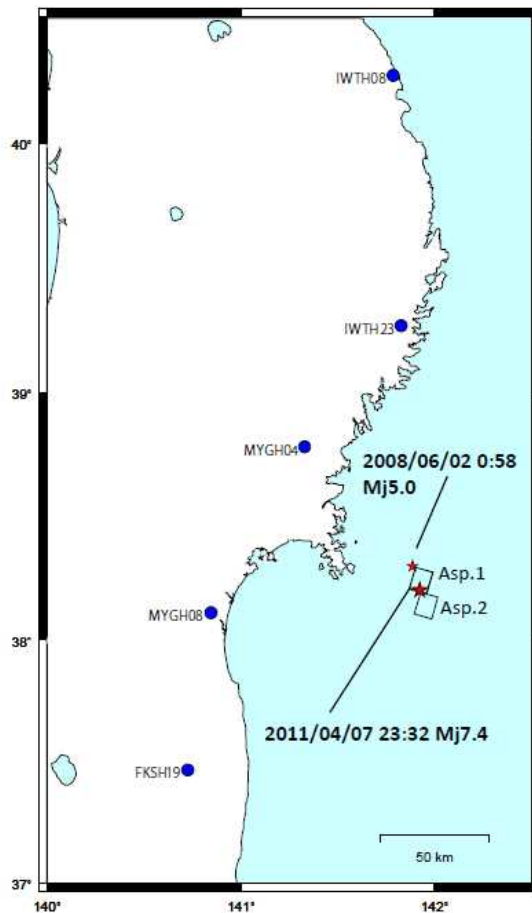 IWTH08
40°
IWTH23
39°
MYGH04
2008/06/02 0:58
Mj5.0
Asp.1
Asp.2
MYGH08
38°
2011/04/07 23:32 Mj7.4
FKSH19
50 km
37°
140°
141°
142°